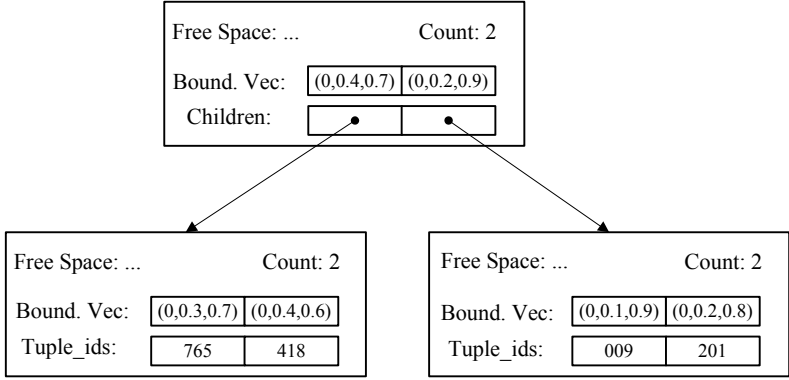 Free Space: ... Count: 2
Bound. Vec: (0,0.4,0.7) (0,0.2,0.9)
Children:
Free Space: ... Count: 2
Bound. Vec: (0,0.3,0.7) (0,0.4,0.6)
Tuple_ids: 765 418
Free Space: ... Count: 2
Bound. Vec: (0,0.1,0.9) (0,0.2,0.8)
Tuple_ids: 009 201